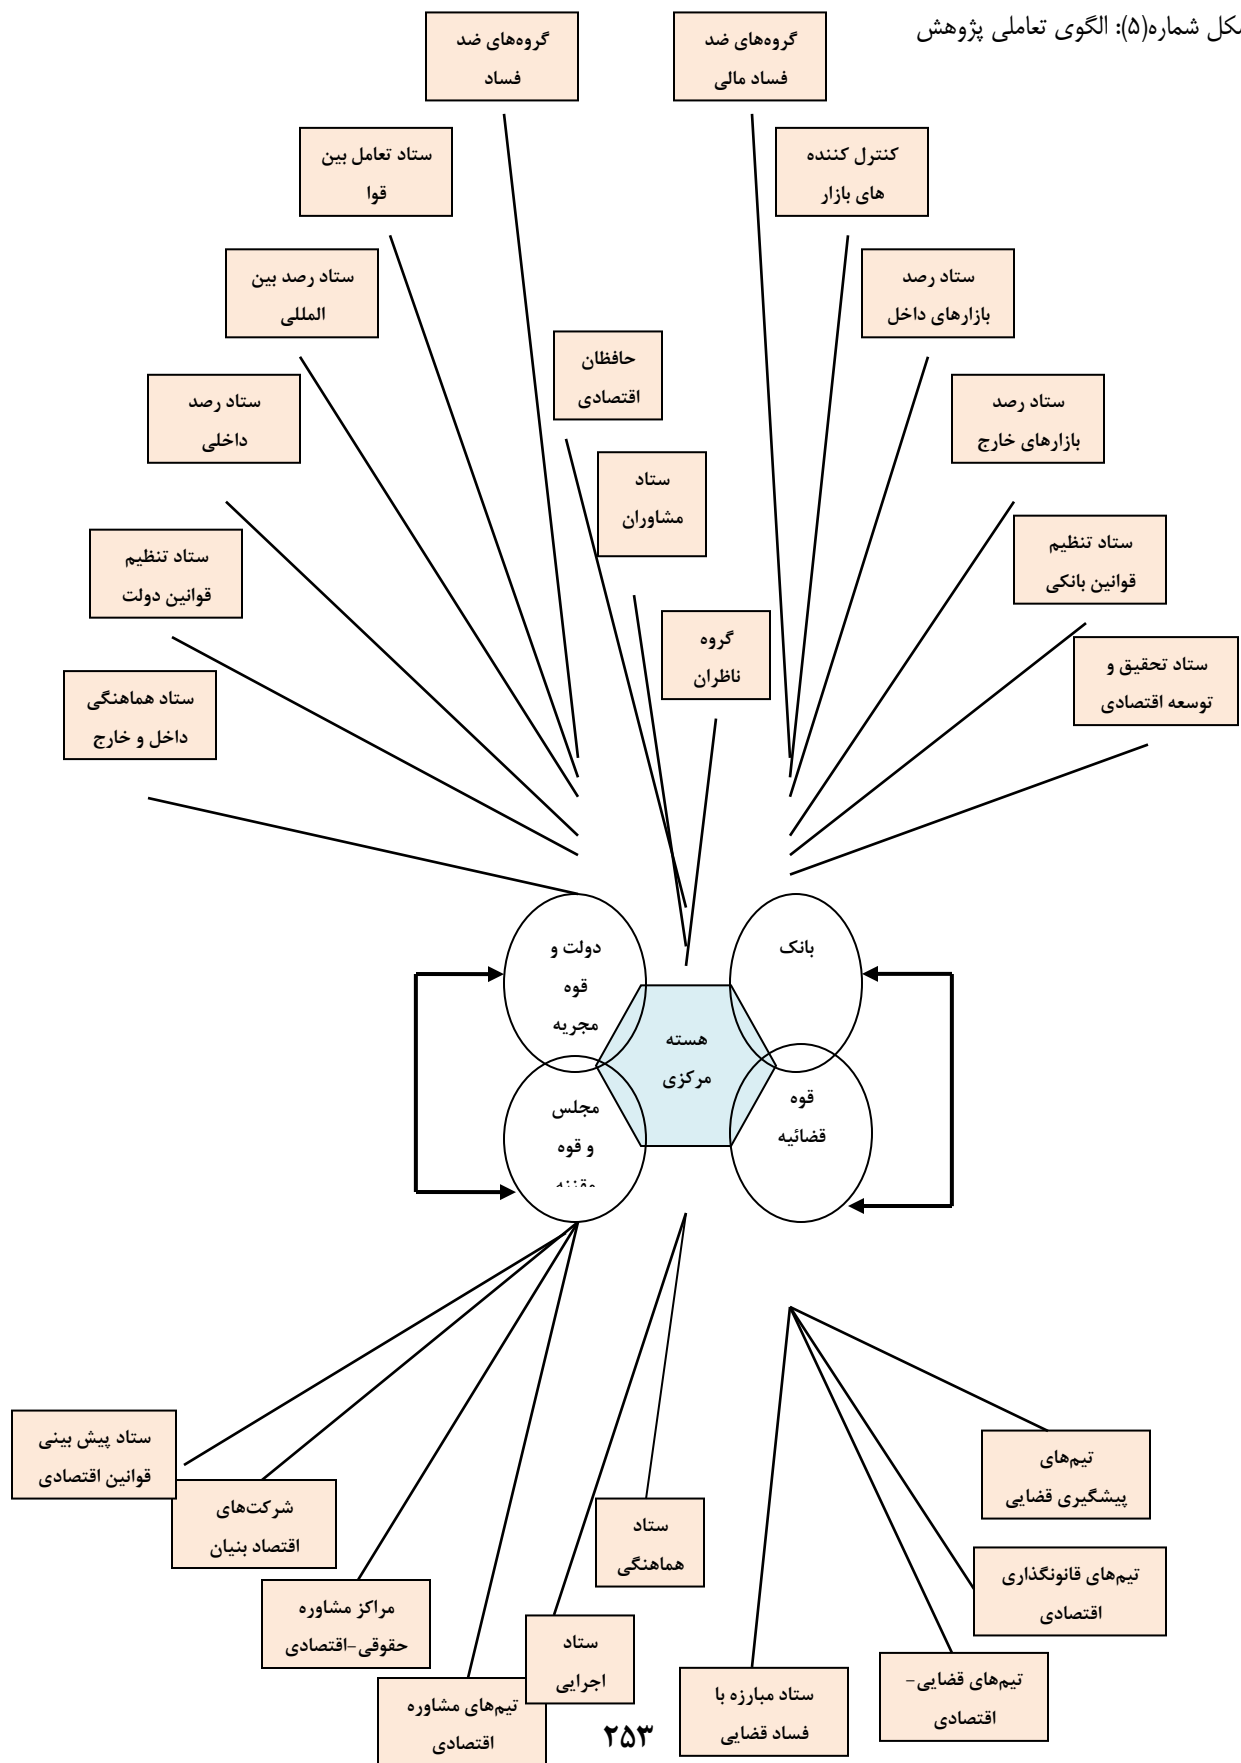 شکل شماره(۵): الگوی تعاملی پژوهش
گروه‌های ضد
فساد مالی
گروه‌های ضد
فساد
کنترل کننده
های بازار
ستاد تعامل بین
قوا
ستاد رصد
بازارهای داخل
ستاد رصد بین
المللی
حافظان
اقتصادی
ستاد رصد
بازارهای خارج
ستاد رصد
داخلی
ستاد
مشاوران
ستاد تنظیم
قوانین بانکی
ستاد تنظیم
قوانین دولت
گروه
ناظران
ستاد تحقیق و
توسعه اقتصادی
ستاد هماهنگی
داخل و خارج
بانک
دولت و
قوه
مجریه
هسته
مرکزی
قوه
قضائیه
مجلس
و قوه
مقننه
تیم‌های
پیشگیری قضایی
ستاد پیش بینی
قوانین اقتصادی
شرکت‌های
اقتصاد بنیان
ستاد
هماهنگی
تیم‌های قانونگذاری
اقتصادی
مراکز مشاوره
حقوقی-اقتصادی
ستاد
اجرایی
تیم‌های قضایی-
اقتصادی
ستاد مبارزه با
فساد قضایی
تیم‌های مشاوره
اقتصادی
۲۵۳